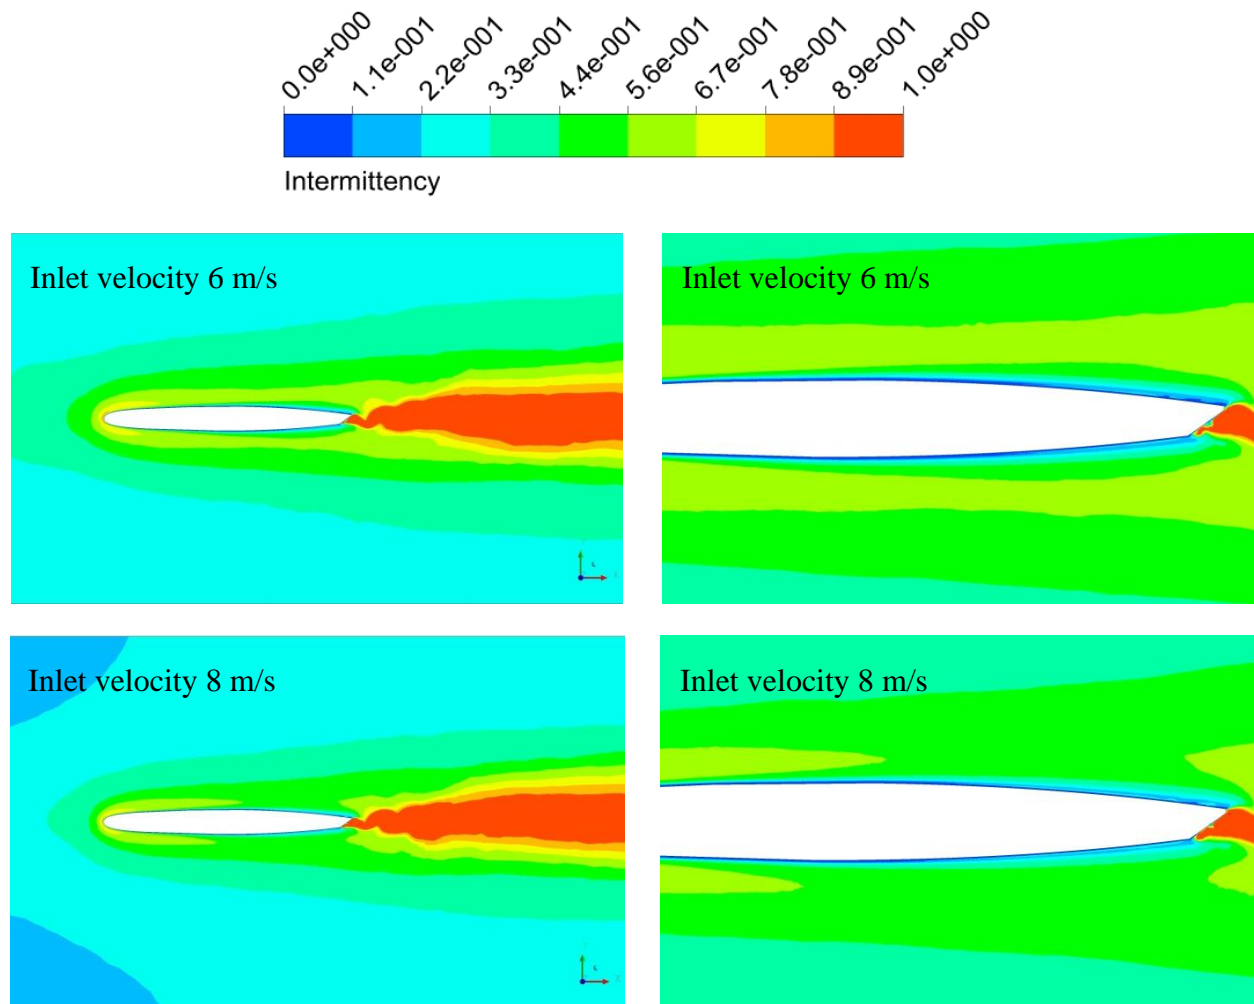 0.0e+000 1.1e-001 2.2e-001 3.3e-001 4.4e-001 5.6e-001 6.7e-001 7.8e-001 8.9e-001 1.0e+000
Intermittency
Inlet velocity 6 m/s
Inlet velocity 6 m/s
Inlet velocity 8 m/s
Inlet velocity 8 m/s